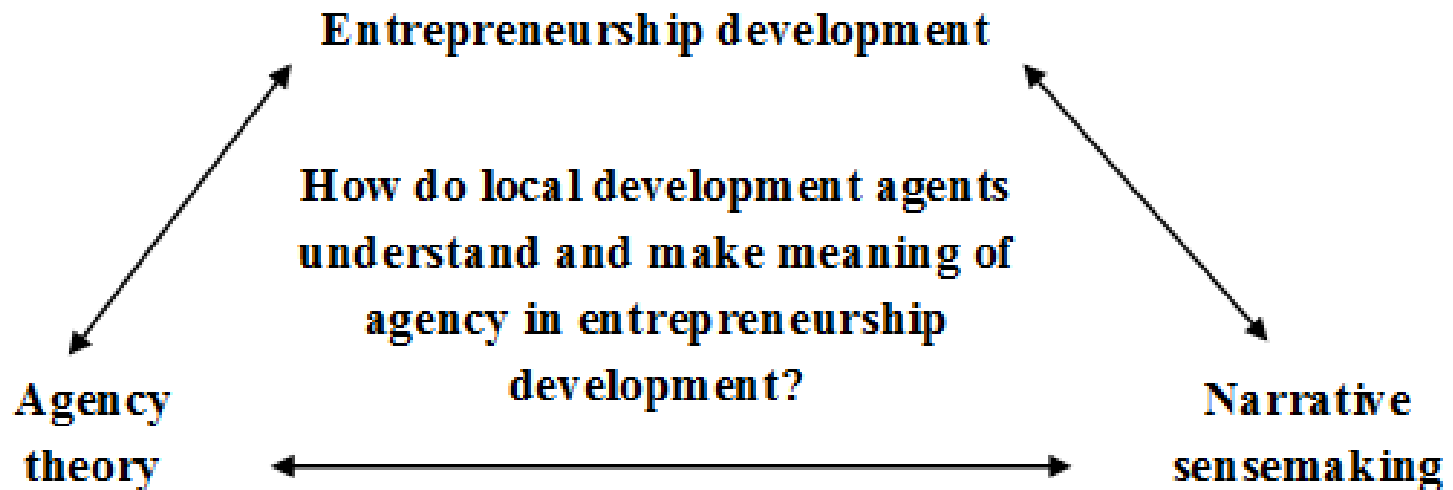 Entrepreneurship development
How do local development agents
understand and make meaning of
agency in entrepreneurship
development?
Agency
theory
Narrative
sensemaking